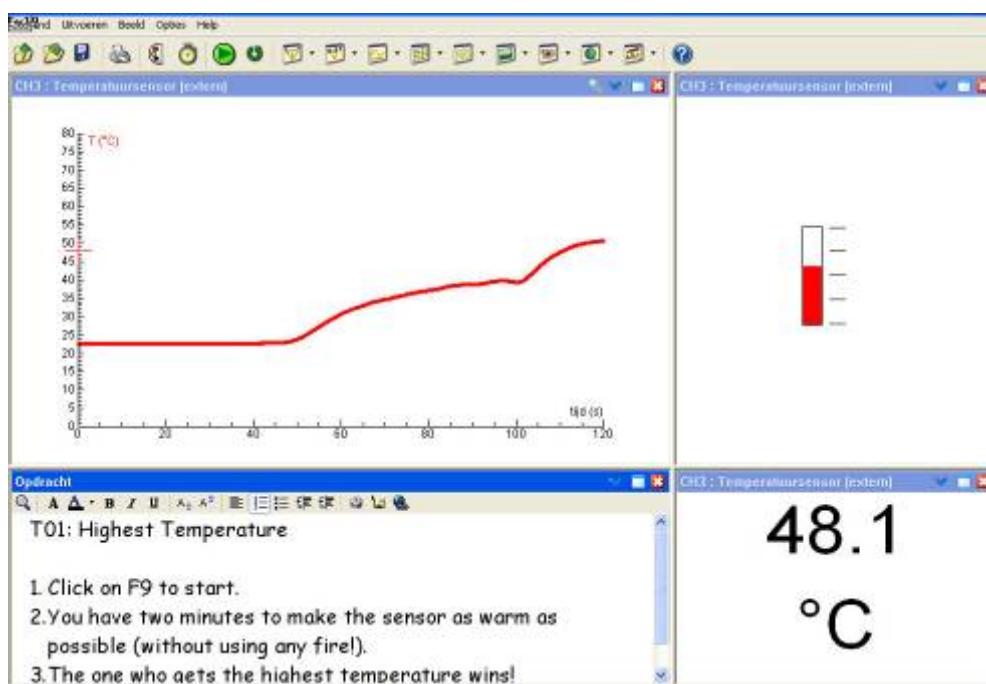 Uitvoeren Beeld Opties Help
CH3 : Temperatuursensor (extern)
CH3 : Temperatuursensor (extern)
80
T (°C)
75
70
65
60
55
50
45
40
35
30
25
20
15
10
5
0
tijd (s)
0 20 40 60 80 100 120
Opdracht
CH3 : Temperatuursensor (extern)
A A B I U
T01: Highest Temperature
1. Click on F9 to start.
2. You have two minutes to make the sensor as warm as
possible (without using any fire!).
3. The one who gets the highest temperature wins!
48.1
°C